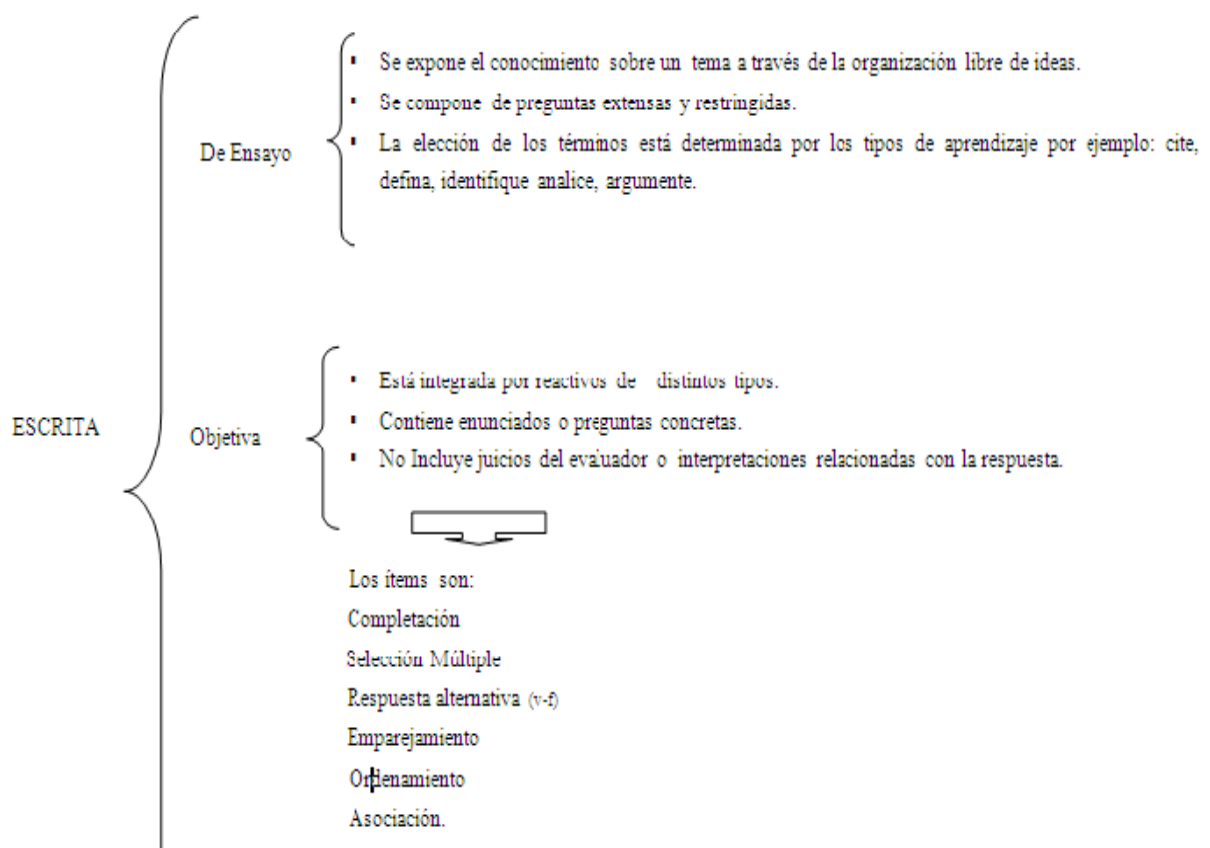 ▪ Se expone el conocimiento sobre un tema a través de la organización libre de ideas.
▪ Se compone de preguntas extensas y restringidas.
De Ensayo
▪ La elección de los términos está determinada por los tipos de aprendizaje por ejemplo: cite,
defina, identifique analice, argumente.
▪ Está integrada por reactivos de distintos tipos.
ESCRITA
Objetiva
▪ Contiene enunciados o preguntas concretas.
▪ No Incluye juicios del evaluador o interpretaciones relacionadas con la respuesta.
Los ítems son:
Completación
Selección Múltiple
Respuesta alternativa (v-f)
Emparejamiento
Ordenamiento
Asociación.